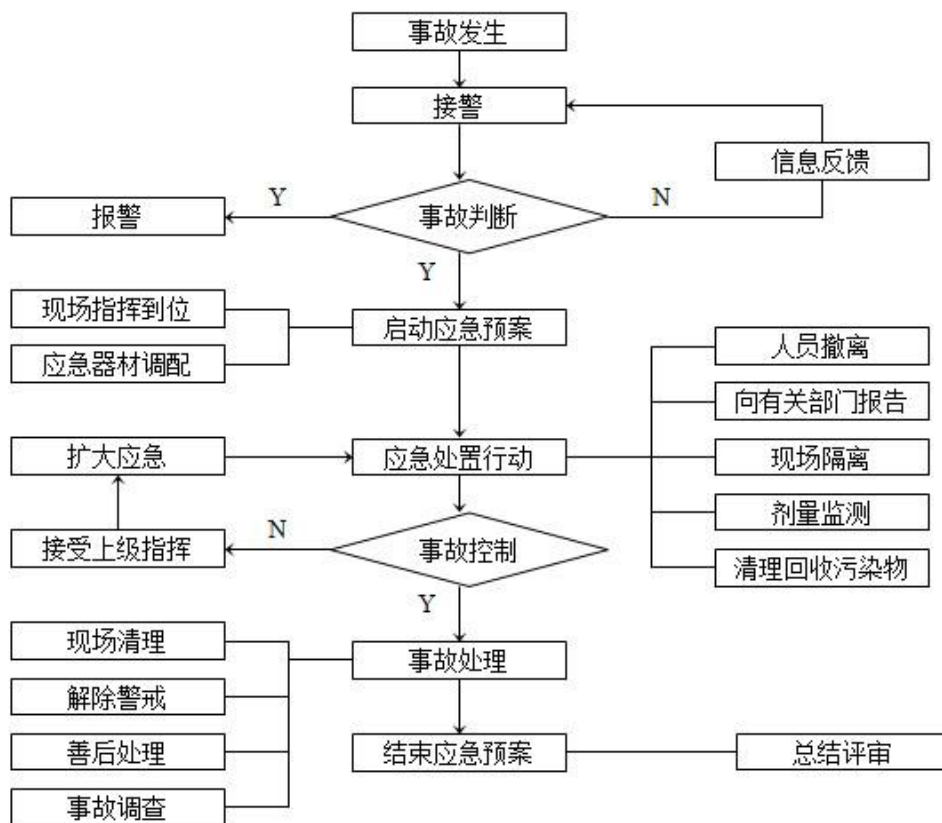 事故发生
接警
信息反馈
Y
N
报警
事故判断
Y
现场指挥到位
启动应急预案
应急器材调配
人员撤离
向有关部门报告
扩大应急
应急处置行动
现场隔离
剂量监测
N
接受上级指挥
事故控制
清理回收污染物
Y
现场清理
事故处理
解除警戒
善后处理
结束应急预案
总结评审
事故调查